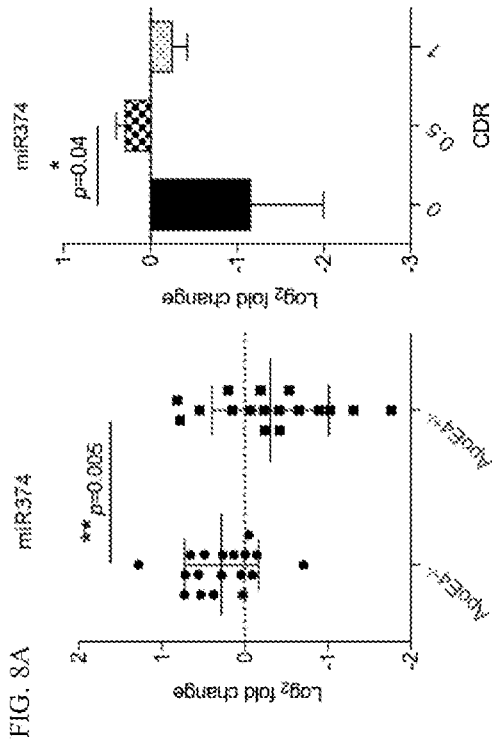 FIG. 8A
miR374
** p=0.005
Log2 fold change
2
1
0
-1
-2
ApoE4
ApoE4
miR374
*
p=0.04
Log2 fold change
1
0
-1
-2
-3
0
0.5
1
CDR